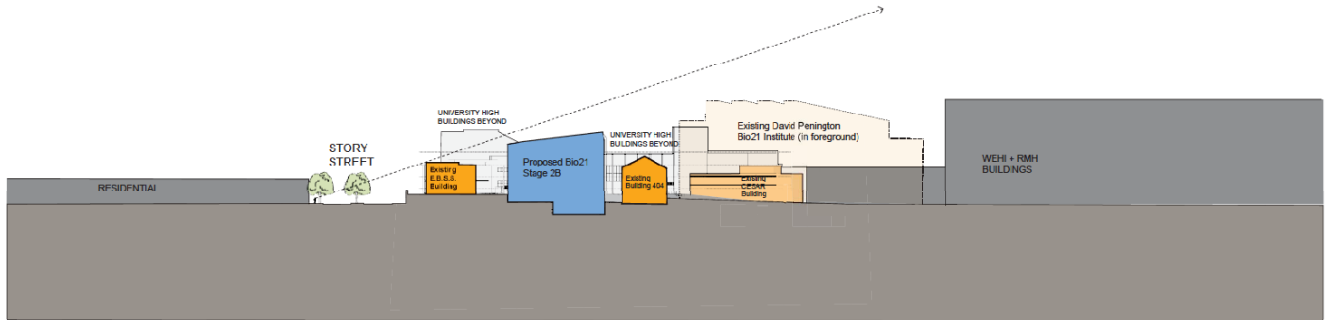 UNIVERSITY HIGH
BUILDINGS BEYOND
STORY
STREET
RESIDENTIAL
Existing
E.B.S.S.
Building
Proposed Bio21
Stage 2B
UNIVERSITY HIGH
BUILDINGS BEYOND
Existing
Building 404
Existing David Penington
Bio21 Institute (in foreground)
Existing
CESAR
Building
WEHI + RMH
BUILDINGS